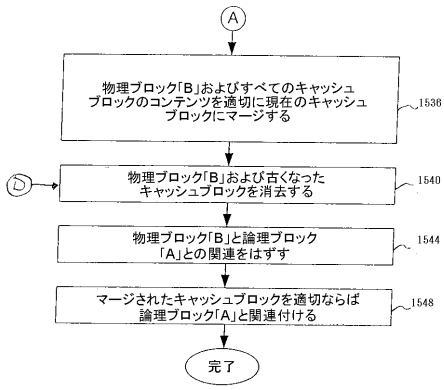 A
物理ブロック「B」およびすべてのキャッシュ
ブロックのコンテンツを適切に現在のキャッシュ
ブロックにマージする
1536
D
物理ブロック「B」および古くなった
キャッシュブロックを消去する
1540
物理ブロック「B」と論理ブロック
「A」との関連をはずす
1544
マージされたキャッシュブロックを適切ならば
論理ブロック「A」と関連付ける
1548
完了